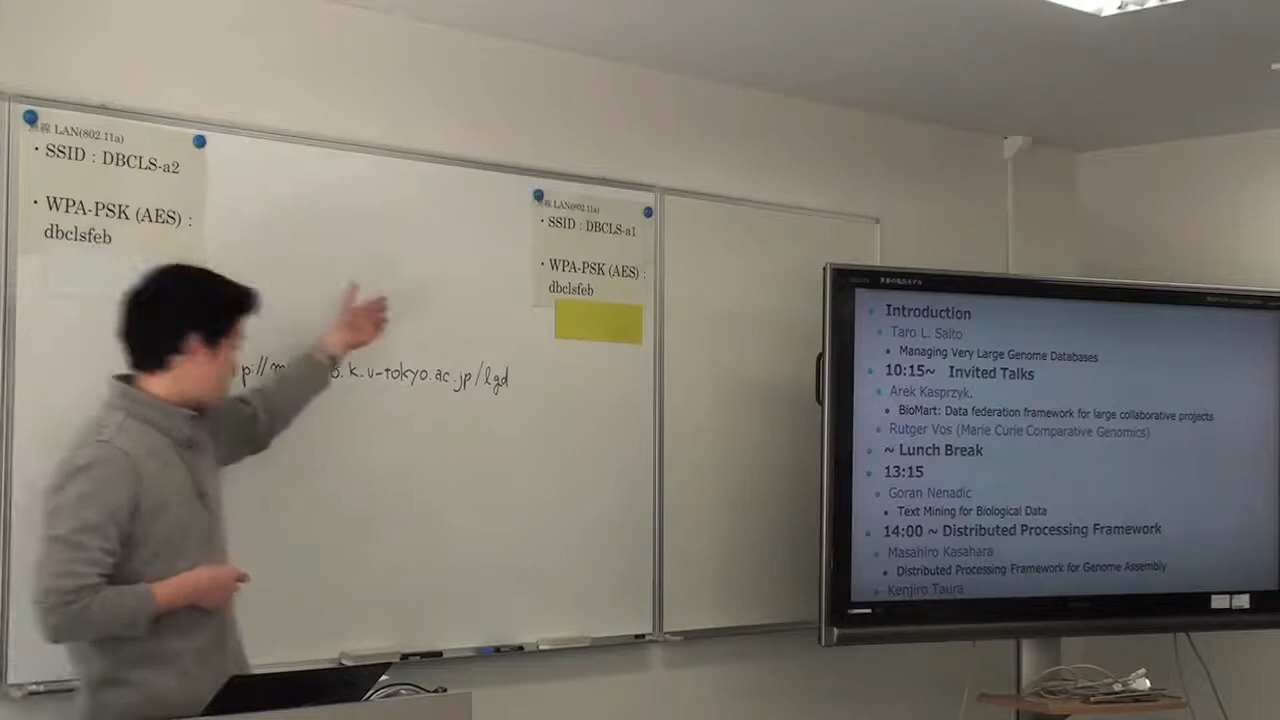 無線 LAN(802.11a)
・SSID : DBCLS-a2
・WPA-PSK (AES) :
dbclsfeb
無線 LAN(802.11a)
・SSID : DBCLS-a1
・WPA-PSK (AES) :
dbclsfeb
p://m
.k.u-tokyo.ac.jp/lgd
Introduction
Taro L. Saito
Managing Very Large Genome Databases
10:15~ Invited Talks
Arek Kasprzyk.
BioMart: Data federation framework for large collaborative projects
Rutger Vos (Marie Curie Comparative Genomics)
~ Lunch Break
13:15
Goran Nenadic
Text Mining for Biological Data
14:00 ~ Distributed Processing Framework
Masahiro Kasahara
Distributed Processing Framework for Genome Assembly
Kenjiro Taura